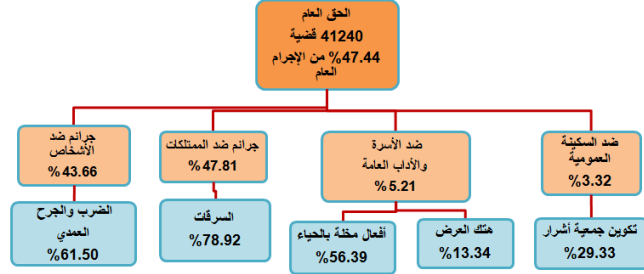 الحق العام
41240 قضية
%47.44 من الإجرام
العام
جرائم ضد
الأشخاص
%43.66
جرائم ضد الممتلكات
%47.81
ضد الأسرة
والآداب العامة
%5.21
ضد السكينة
العمومية
%3.32
الضرب والجرح
العمدي
%61.50
السرقات
%78.92
أفعال مخلة بالحياء
%56.39
هتك العرض
%13.34
تكوين جمعية أشرار
%29.33